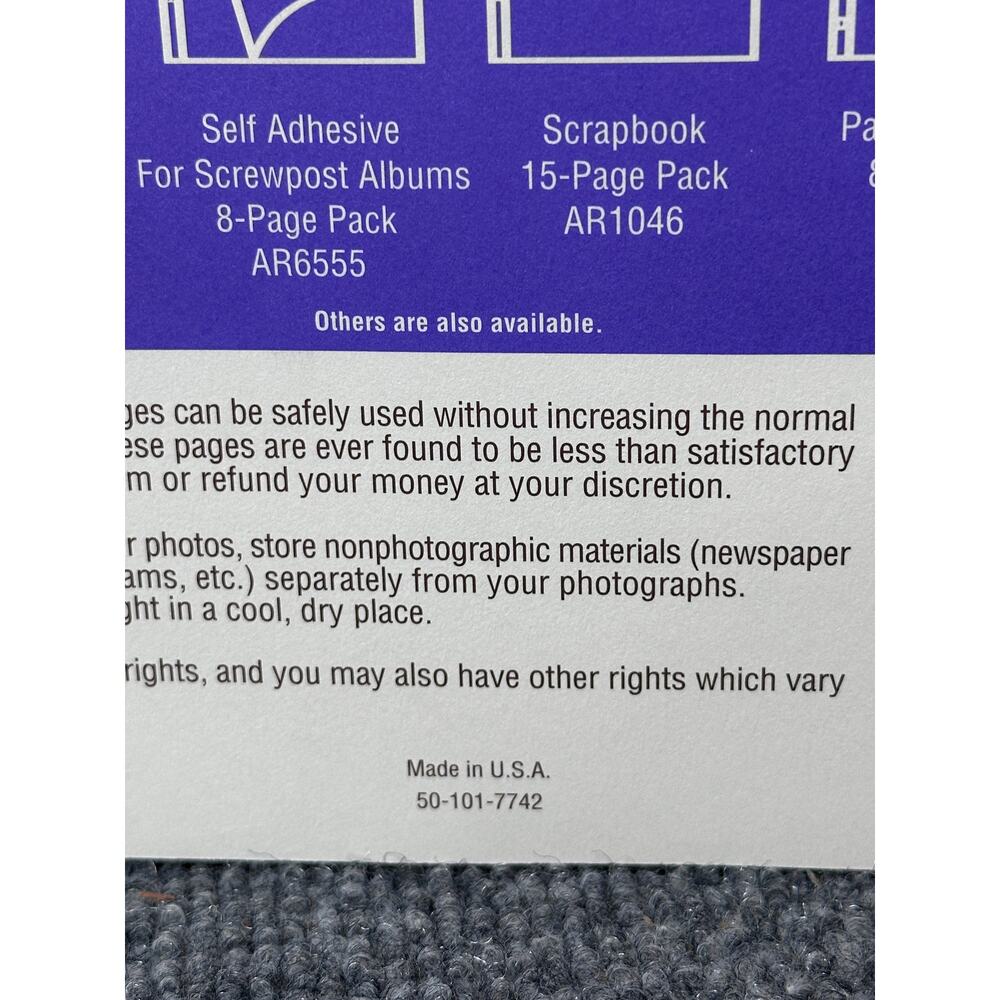 Self Adhesive
For Screwpost Albums
8-Page Pack
AR6555
Scrapbook
15-Page Pack
AR1046
Pa
8
Others are also available.
ges can be safely used without increasing the normal
ese pages are ever found to be less than satisfactory
m or refund your money at your discretion.
r photos, store nonphotographic materials (newspaper
ams, etc.) separately from your photographs.
ght in a cool, dry place.
rights, and you may also have other rights which vary
Made in U.S.A.
50-101-7742